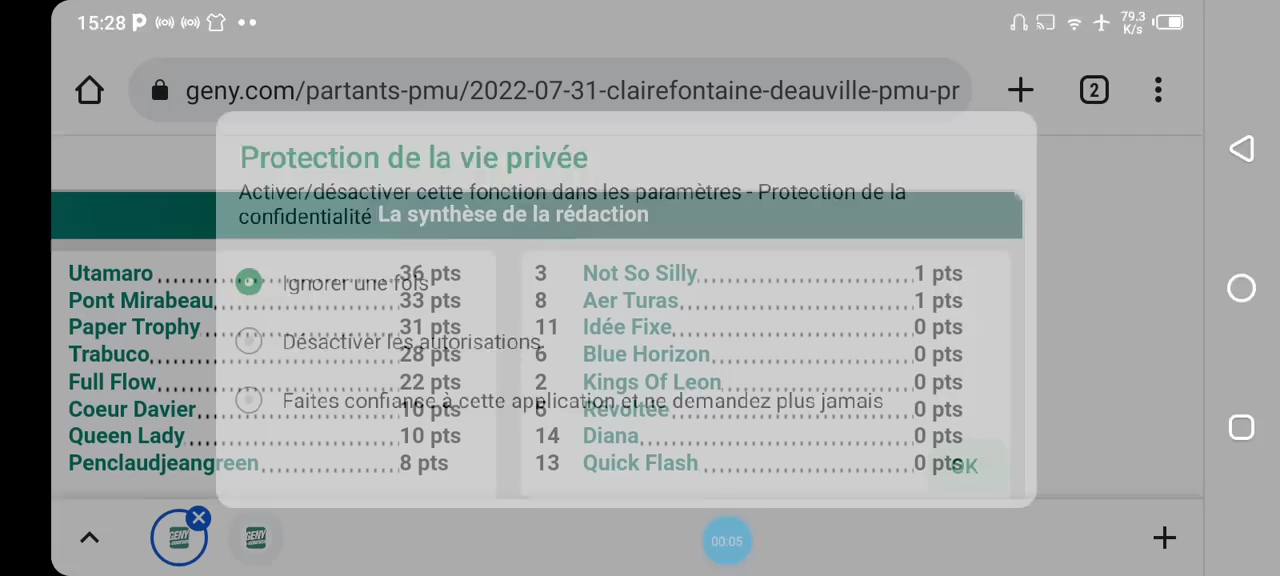 15:28
79.3
K/s
geny.com/partants-pmu/2022-07-31-clairefontaine-deauville-pmu-pr
2
Protection de la vie privée
Activer/désactiver cette fonction dans les paramètres - Protection de la
confidentialité
La synthèse de la rédaction
Ignorer une fois
Désactiver les autorisations
Faites confiance à cette application et ne demandez plus jamais
OK
Utamaro 36 pts
Pont Mirabeau 33 pts
Paper Trophy 31 pts
Trabuco 28 pts
Full Flow 22 pts
Coeur Davier 10 pts
Queen Lady 10 pts
Penclaudjeangreen 8 pts
3 Not So Silly 1 pts
8 Aer Turas 1 pts
11 Idée Fixe 0 pts
6 Blue Horizon 0 pts
2 Kings Of Leon 0 pts
Révoltée 0 pts
14 Diana 0 pts
13 Quick Flash 0 pts
GENY
GENY
00:05